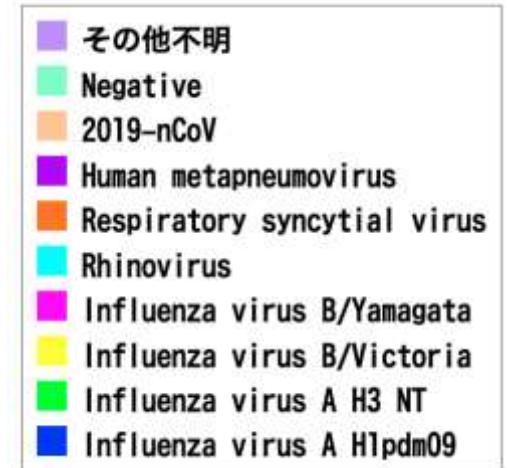 その他不明
Negative
2019-nCoV
Human metapneumovirus
Respiratory syncytial virus
Rhinovirus
Influenza virus B/Yamagata
Influenza virus B/Victoria
Influenza virus A H3 NT
Influenza virus A H1pdm09